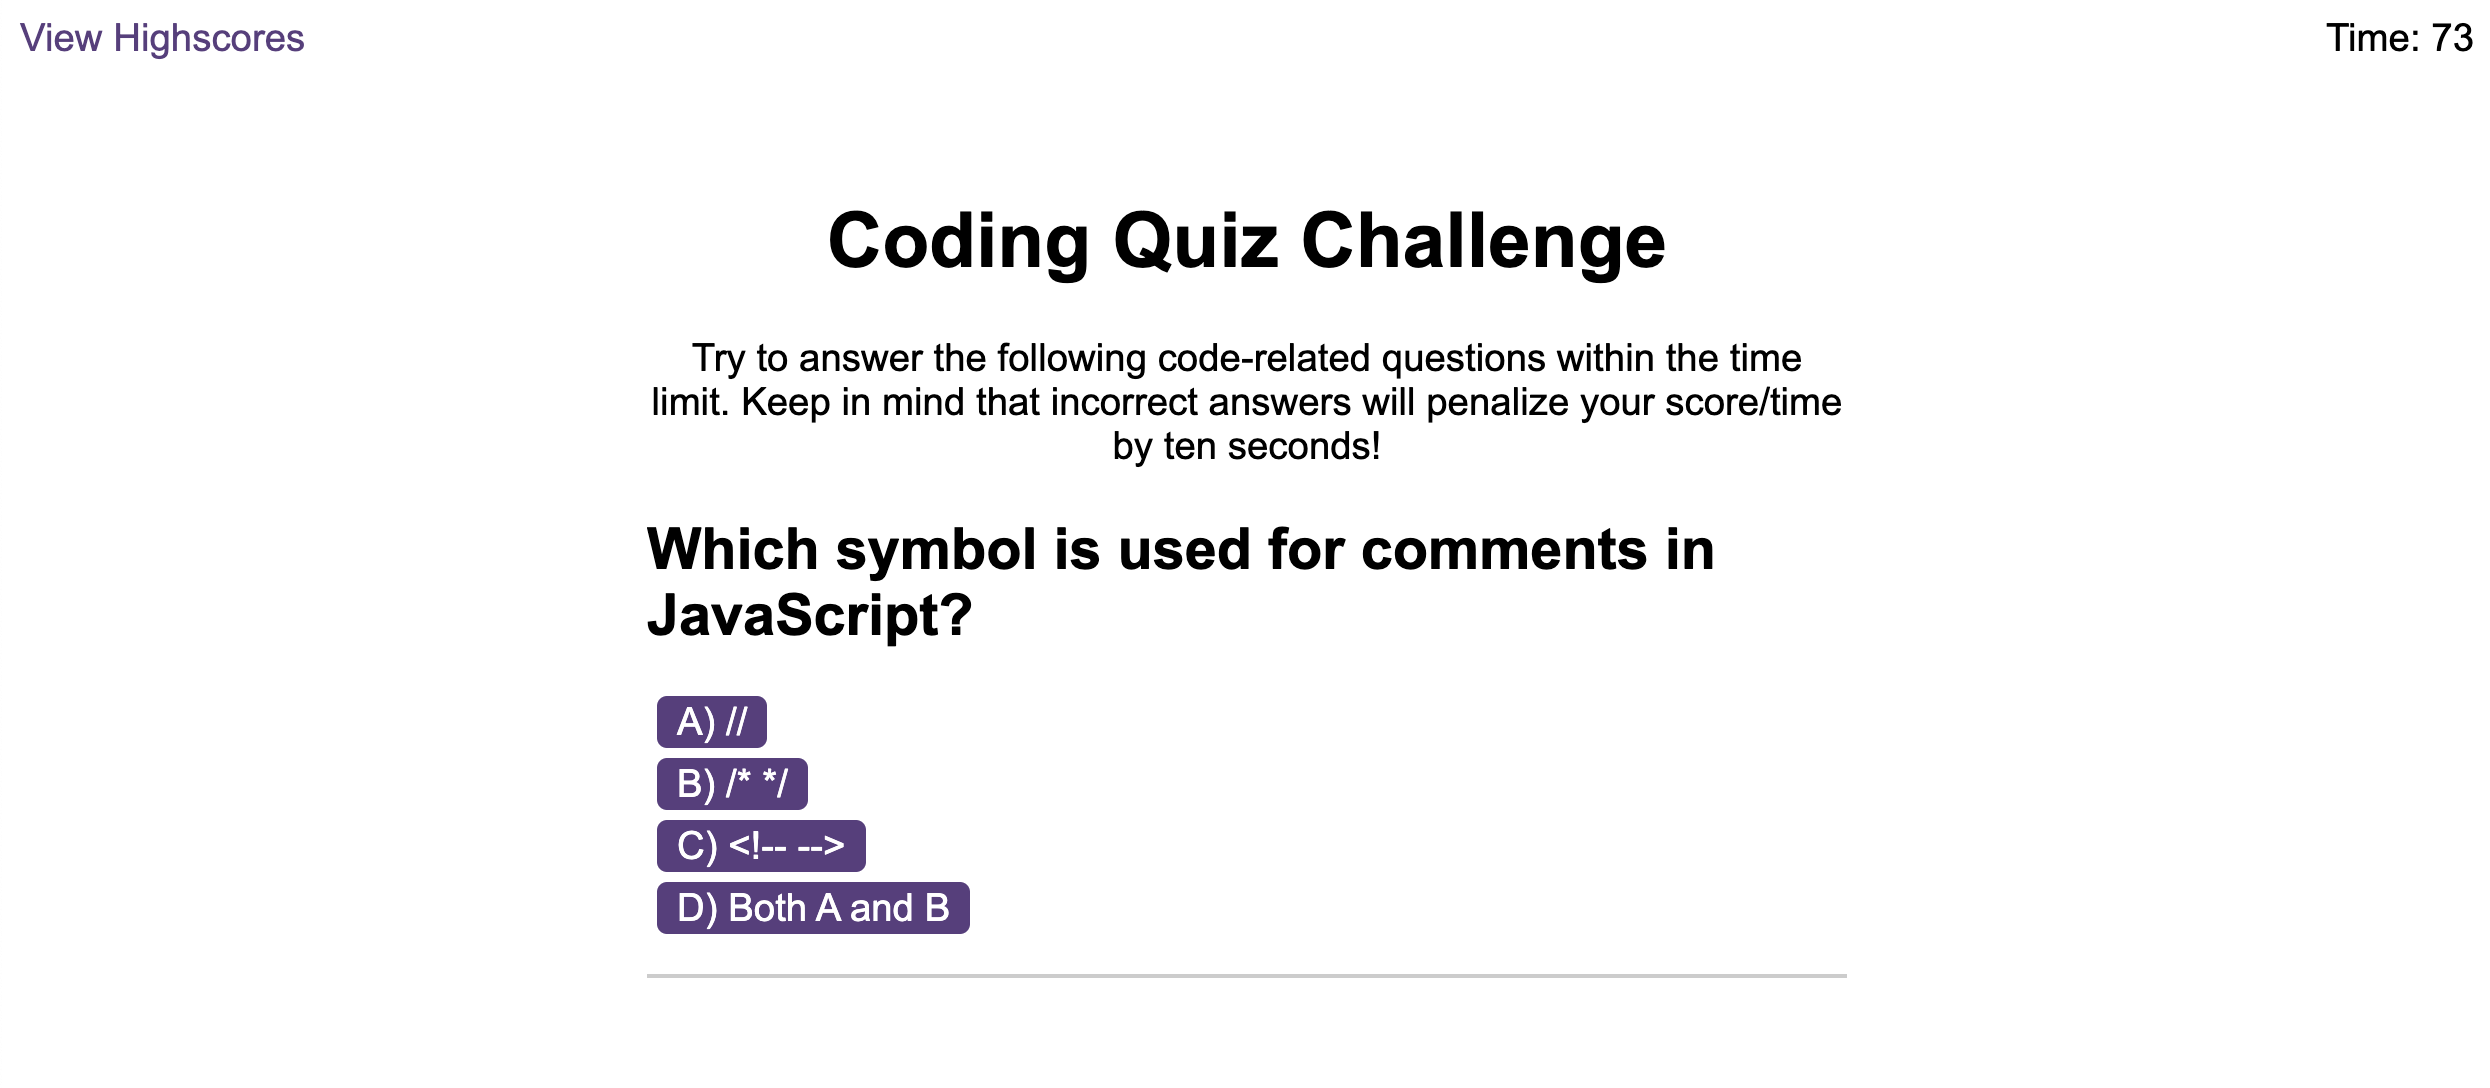 View Highscores
Time: 73
Coding Quiz Challenge
Try to answer the following code-related questions within the time
limit. Keep in mind that incorrect answers will penalize your score/time
by ten seconds!
Which symbol is used for comments in
JavaScript?
A) //
B) /* */
C) <!-- -->
D) Both A and B